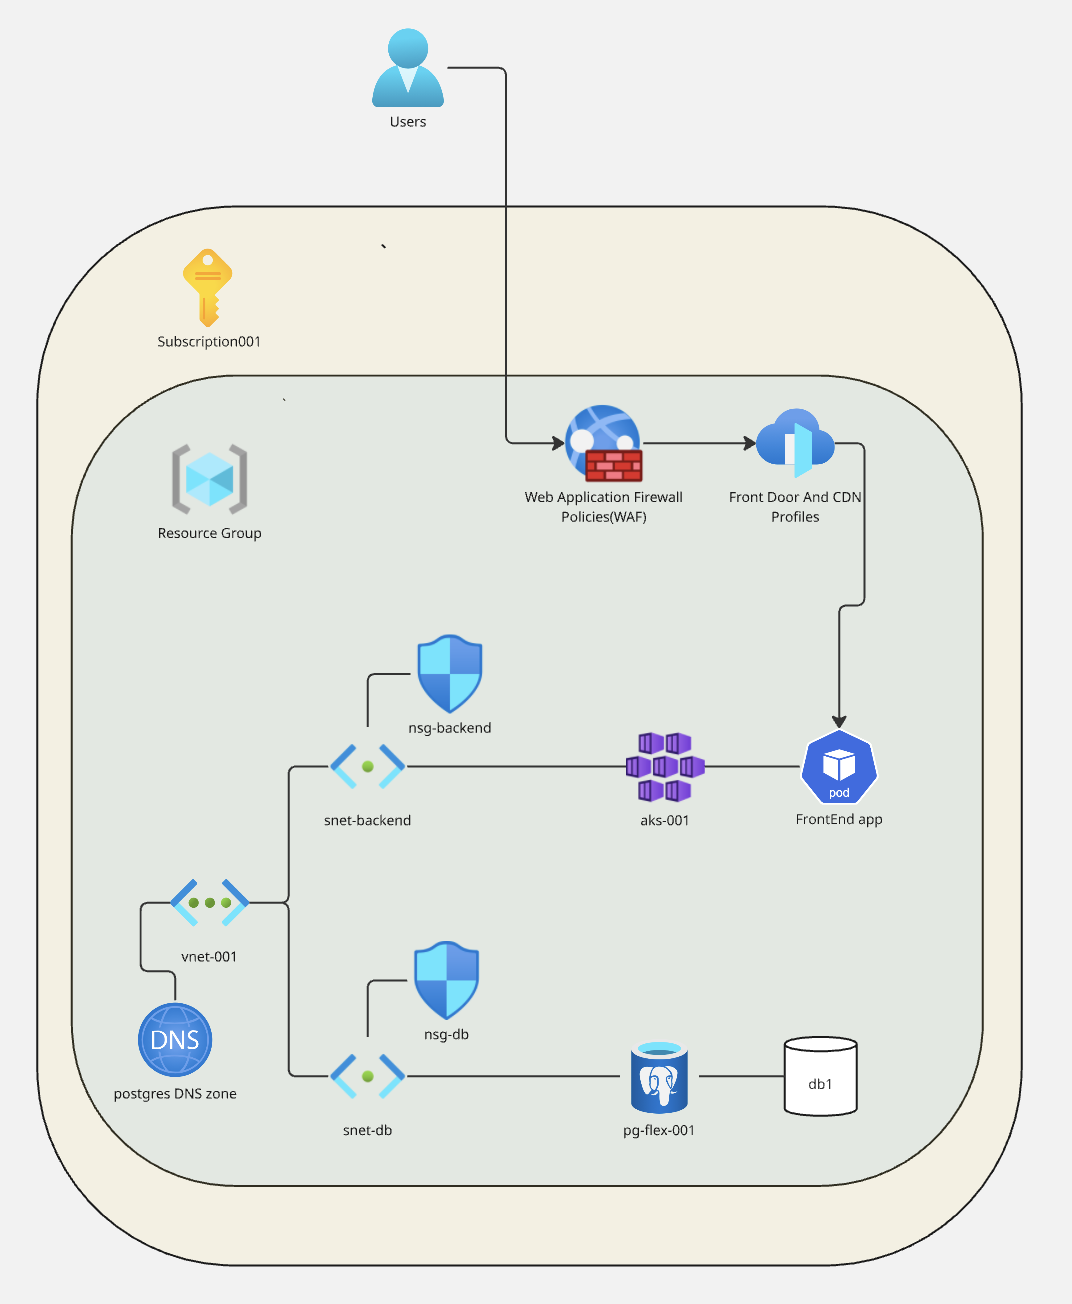 Users
Subscription001
Resource Group
Web Application Firewall
Policies(WAF)
Front Door And CDN
Profiles
nsg-backend
snet-backend
aks-001
pod
FrontEnd app
vnet-001
DNS
postgres DNS zone
nsg-db
snet-db
pg-flex-001
db1